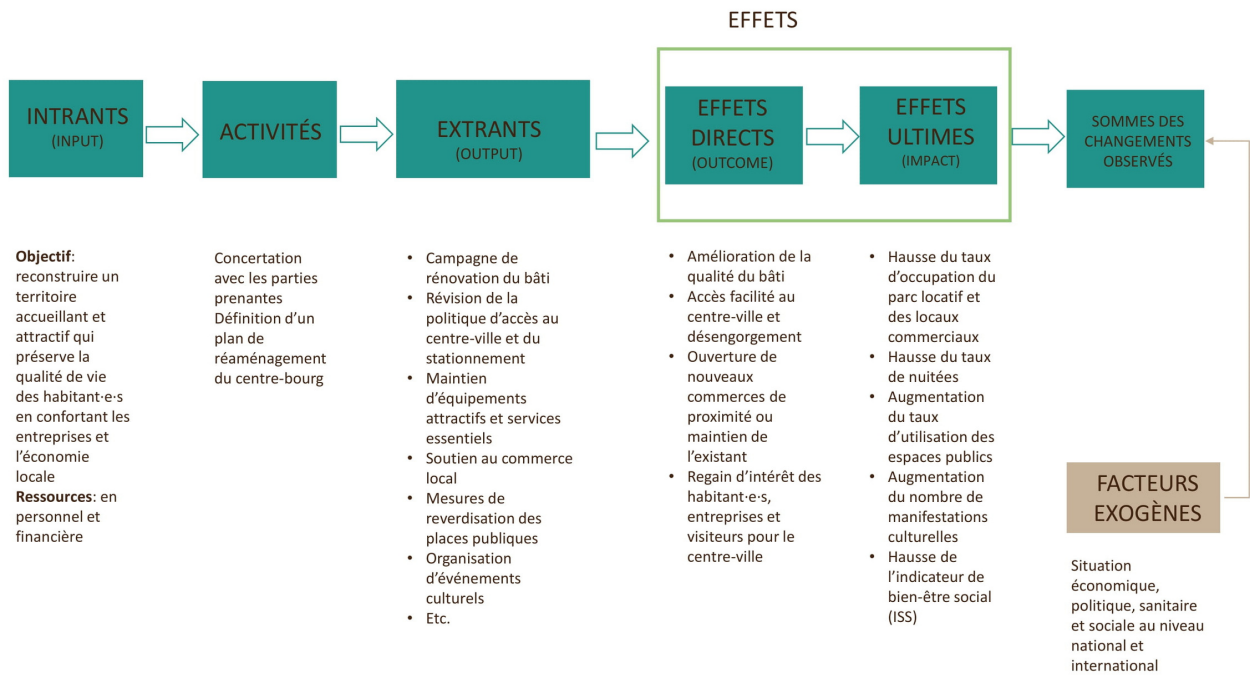 EFFETS
INTRANTS
(INPUT)
ACTIVITÉS
EXTRANTS
(OUTPUT)
EFFETS
DIRECTS
(OUTCOME)
EFFETS
ULTIMES
(IMPACT)
SOMMES DES
CHANGEMENTS
OBSERVÉS
Objectif:
reconstruire un
territoire
accueillant et
attractif qui
préserve la
qualité de vie
des habitant·e·s
en confortant les
entreprises et
l’économie
locale
Ressources: en
personnel et
financière
Concertation
avec les parties
prenantes
Définition d’un
plan de
réaménagement
du centre-bourg
• Campagne de
rénovation du bâti
• Révision de la
politique d’accès au
centre-ville et du
stationnement
• Maintien
d’équipements
attractifs et services
essentiels
• Soutien au commerce
local
• Mesures de
reverdisation des
places publiques
• Organisation
d’événements
culturels
• Etc.
• Amélioration de la
qualité du bâti
• Accès facilité au
centre-ville et
désengorgement
• Ouverture de
nouveaux
commerces de
proximité ou
maintien de
l’existant
• Regain d’intérêt des
habitant·e·s,
entreprises et
visiteurs pour le
centre-ville
• Hausse du taux
d’occupation du
parc locatif et
des locaux
commerciaux
• Hausse du taux
de nuitées
• Augmentation
du taux
d’utilisation des
espaces publics
• Augmentation
du nombre de
manifestations
culturelles
• Hausse de
l’indicateur de
bien-être social
(ISS)
FACTEURS
EXOGÈNES
Situation
économique,
politique, sanitaire
et sociale au niveau
national et
international